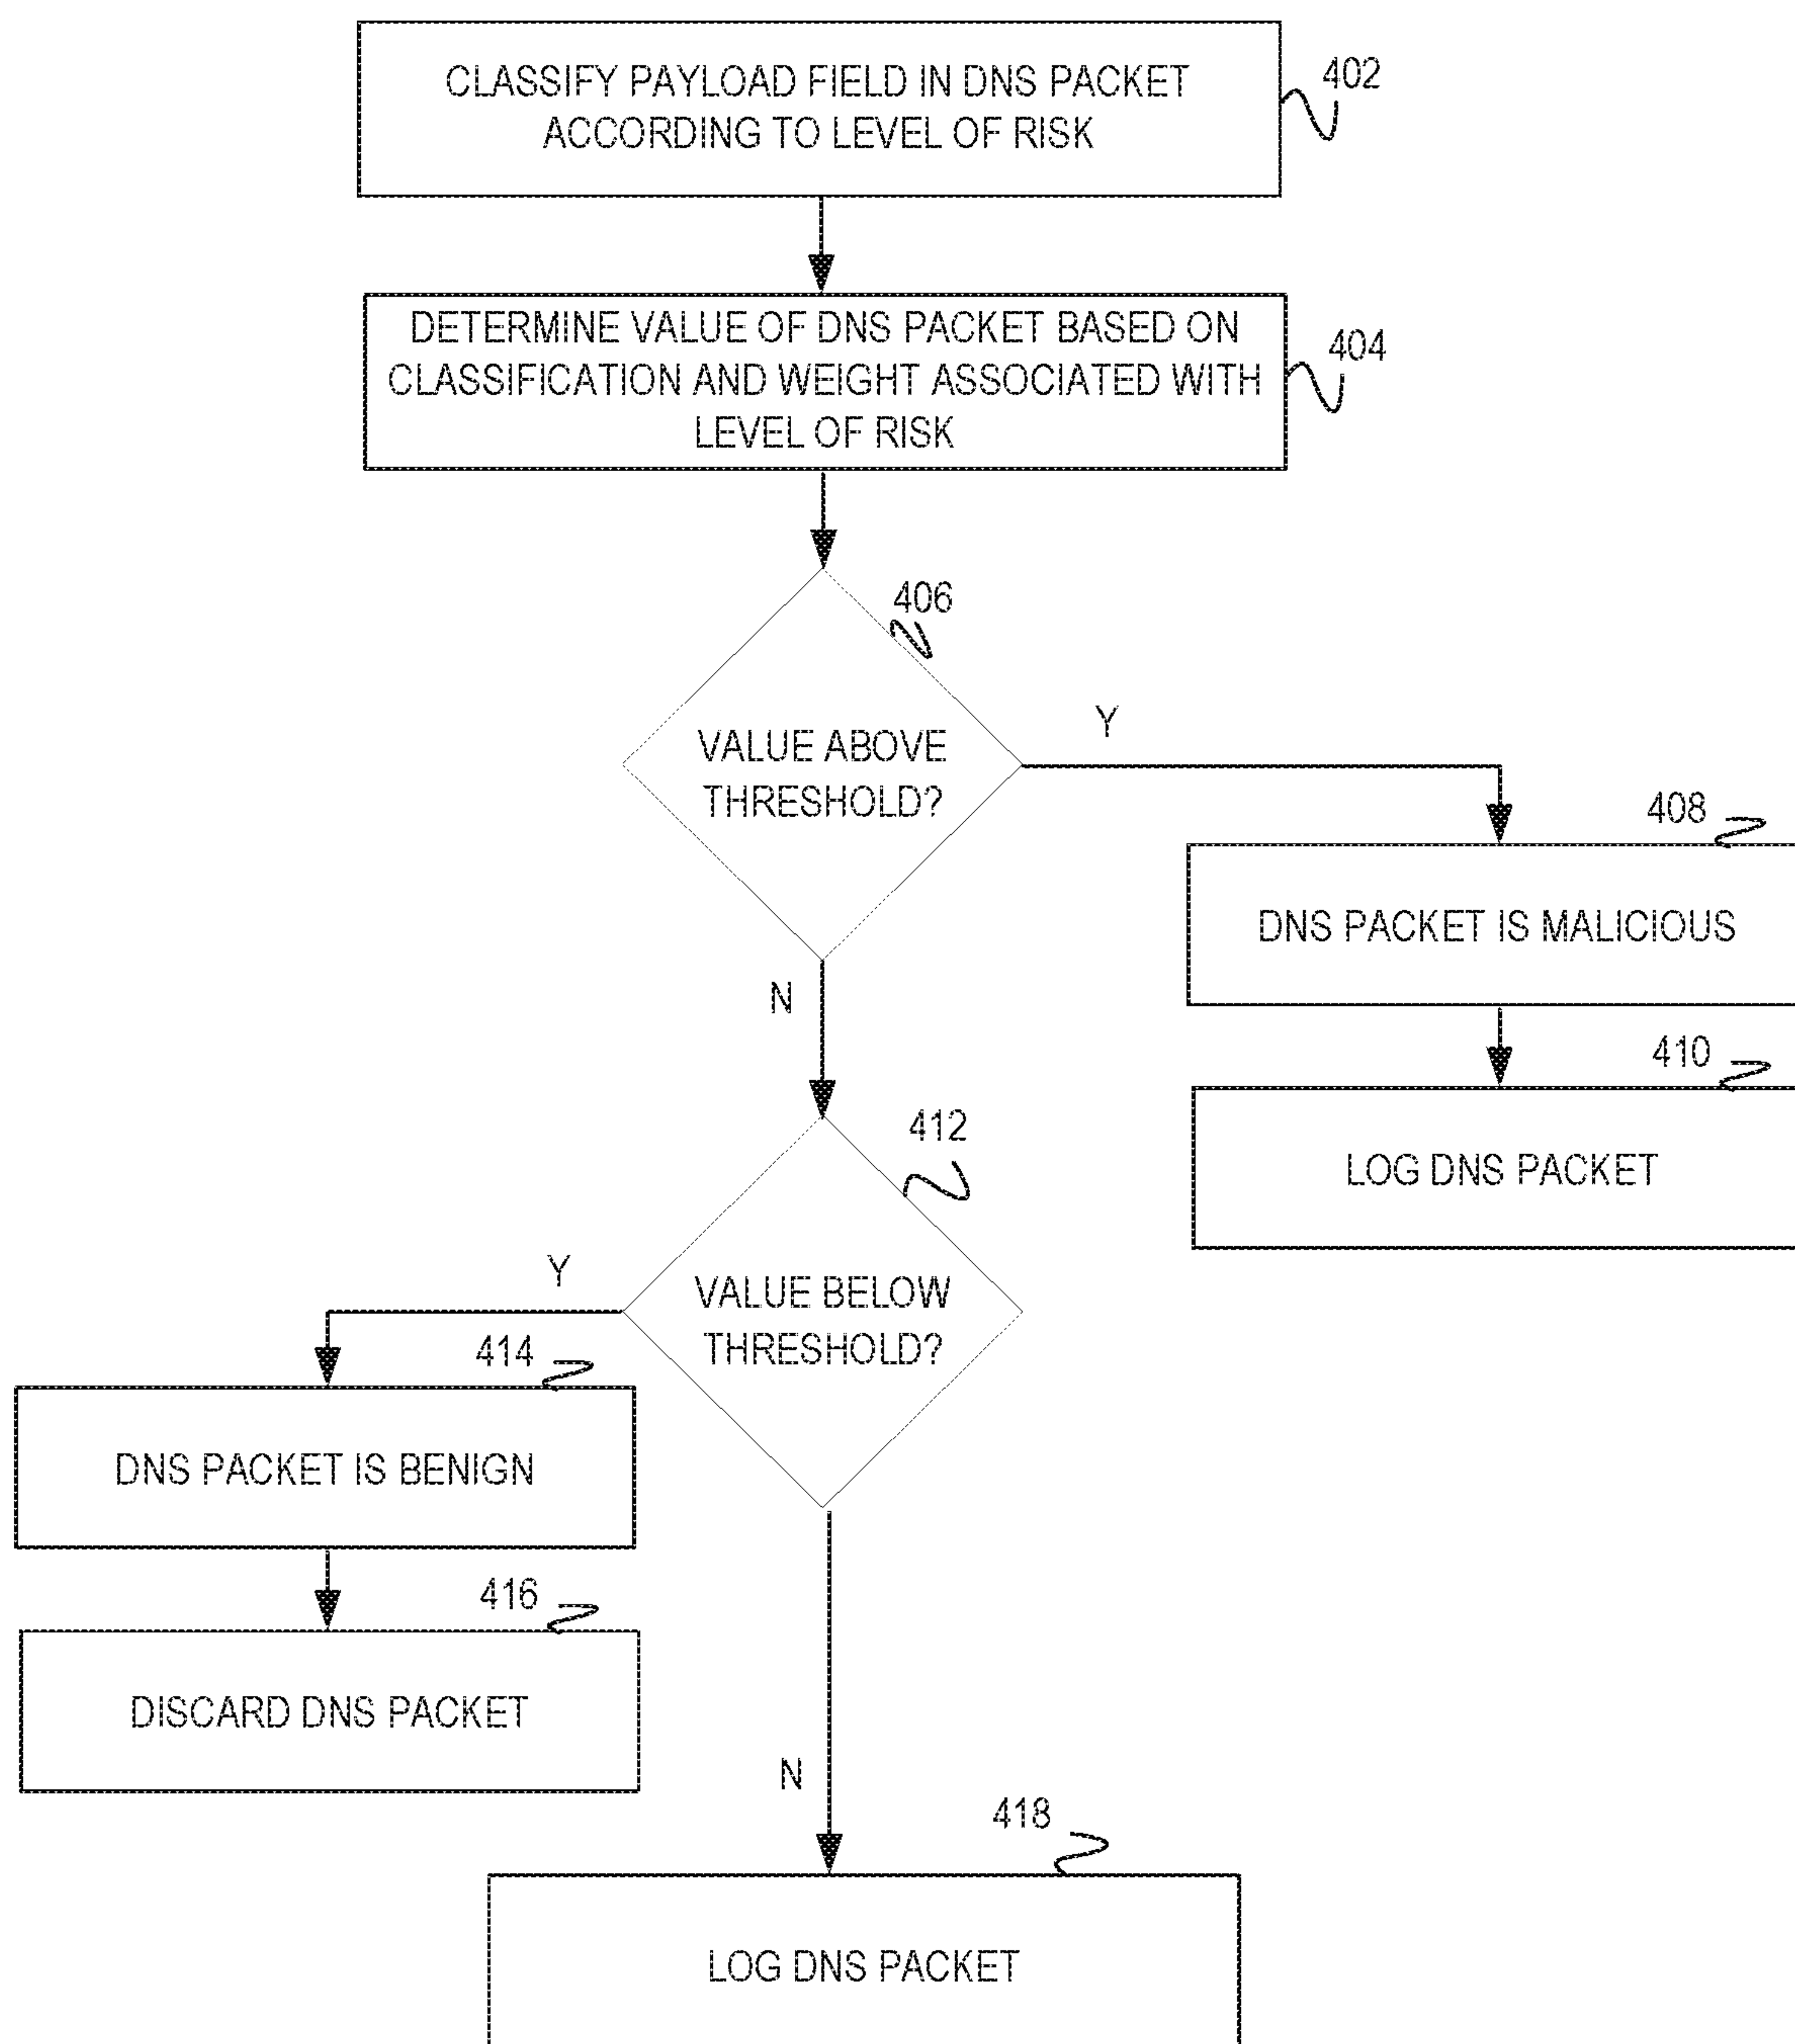 CLASSIFY PAYLOAD FIELD IN DNS PACKET
ACCORDING TO LEVEL OF RISK
402
DETERMINE VALUE OF DNS PACKET BASED ON
CLASSIFICATION AND WEIGHT ASSOCIATED WITH
LEVEL OF RISK
404
406
VALUE ABOVE
THRESHOLD?
Y
408
DNS PACKET IS MALICIOUS
N
410
LOG DNS PACKET
412
VALUE BELOW
THRESHOLD?
Y
414
DNS PACKET IS BENIGN
416
DISCARD DNS PACKET
N
418
LOG DNS PACKET